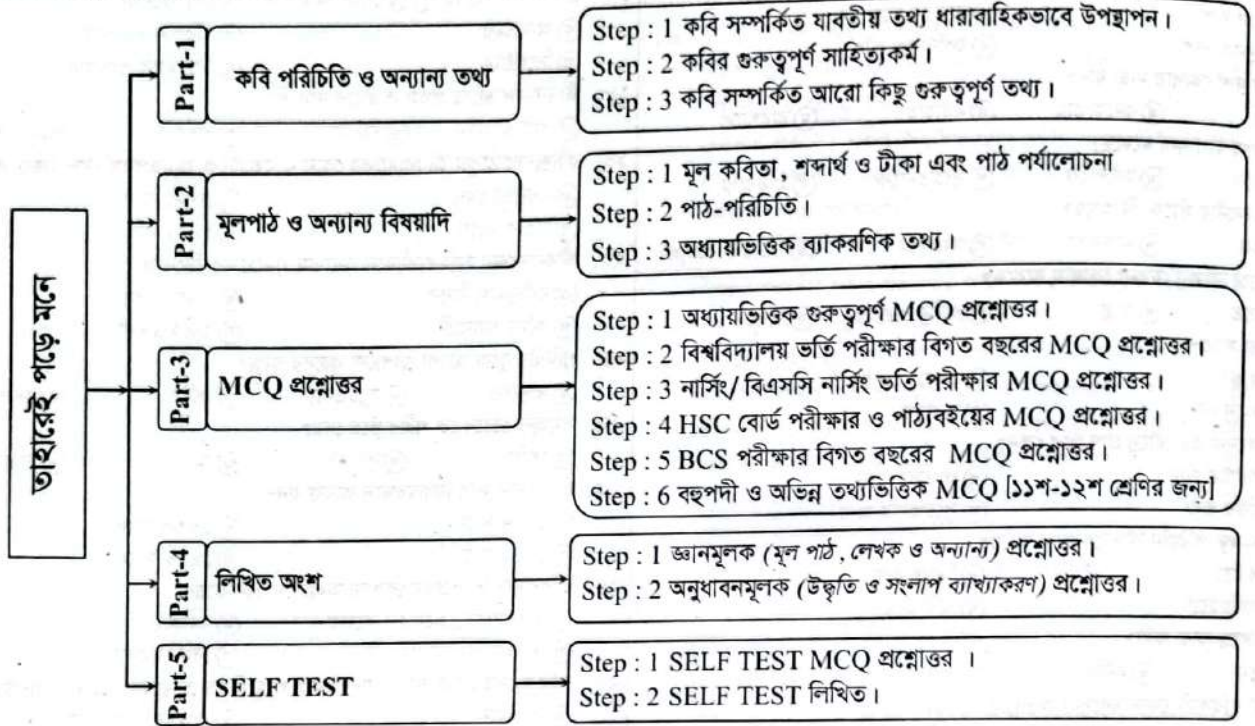 তাহারেই পড়ে মনে
Part-1
কবি পরিচিতি ও অন্যান্য তথ্য
Step : 1 কবি সম্পর্কিত যাবতীয় তথ্য ধারাবাহিকভাবে উপস্থাপন।
Step : 2 কবির গুরুত্বপূর্ণ সাহিত্যকর্ম।
Step : 3 কবি সম্পর্কিত আরো কিছু গুরুত্বপূর্ণ তথ্য।
Part-2
মূলপাঠ ও অন্যান্য বিষয়াদি
Step : 1 মূল কবিতা, শব্দার্থ ও টীকা এবং পাঠ পর্যালোচনা
Step : 2 পাঠ-পরিচিতি।
Step : 3 অধ্যায়ভিত্তিক ব্যাকরণিক তথ্য।
Part-3
MCQ প্রশ্নোত্তর
Step : 1 অধ্যায়ভিত্তিক গুরুত্বপূর্ণ MCQ প্রশ্নোত্তর।
Step : 2 বিশ্ববিদ্যালয় ভর্তি পরীক্ষার বিগত বছরের MCQ প্রশ্নোত্তর।
Step : 3 নার্সিং/ বিএসসি নার্সিং ভর্তি পরীক্ষার MCQ প্রশ্নোত্তর।
Step : 4 HSC বোর্ড পরীক্ষার ও পাঠ্যবইয়ের MCQ প্রশ্নোত্তর।
Step : 5 BCS পরীক্ষার বিগত বছরের MCQ প্রশ্নোত্তর।
Step : 6 বহুপদী ও অভিন্ন তথ্যভিত্তিক MCQ [১১শ-১২শ শ্রেণির জন্য]
Part-4
লিখিত অংশ
Step : 1 জ্ঞানমূলক (মূল পাঠ, লেখক ও অন্যান্য) প্রশ্নোত্তর।
Step : 2 অনুধাবনমূলক (উদ্ধৃতি ও সংলাপ ব্যাখ্যাকরণ) প্রশ্নোত্তর।
Part-5
SELF TEST
Step : 1 SELF TEST MCQ প্রশ্নোত্তর ।
Step : 2 SELF TEST লিখিত।